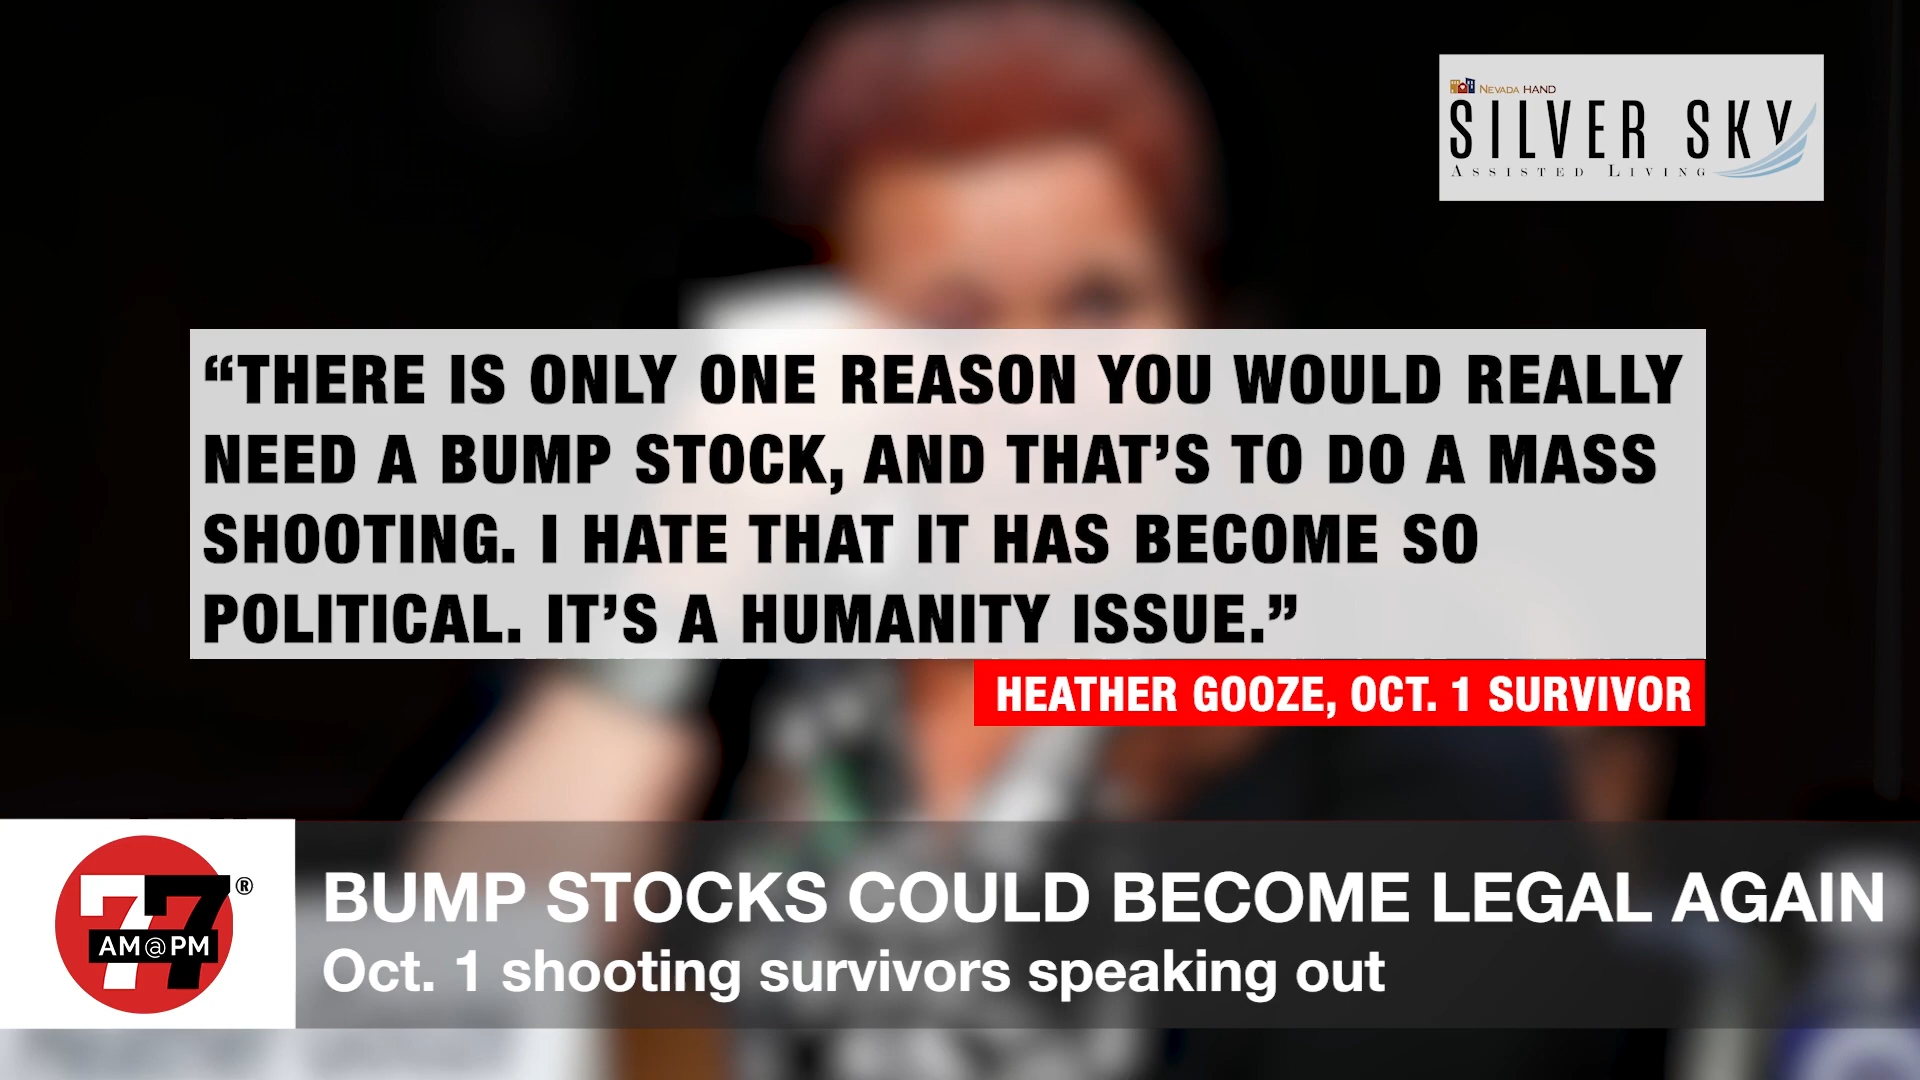 NEVADA HAND
SILVER SKY
ASSISTED LIVING
“THERE IS ONLY ONE REASON YOU WOULD REALLY
NEED A BUMP STOCK, AND THAT’S TO DO A MASS
SHOOTING. I HATE THAT IT HAS BECOME SO
POLITICAL. IT’S A HUMANITY ISSUE.”
HEATHER GOOZE, OCT. 1 SURVIVOR
77®
AM@PM
BUMP STOCKS COULD BECOME LEGAL AGAIN
Oct. 1 shooting survivors speaking out